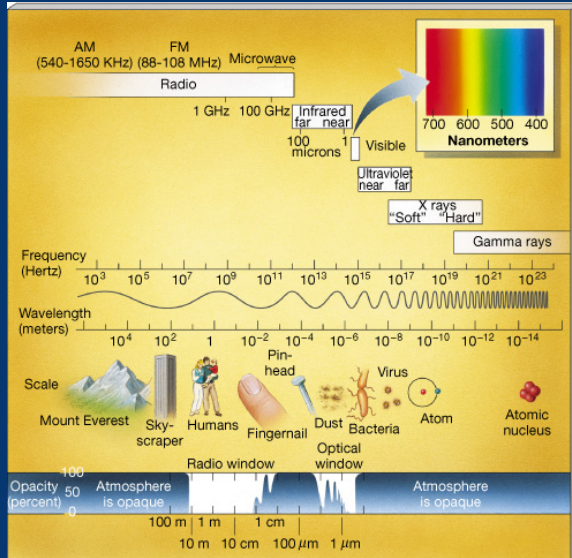 AM
(540-1650 KHz)
FM
(88-108 MHz)
Microwave
Radio
1 GHz
100 GHz
Infrared
far near
100
1
microns
Visible
Ultraviolet
near far
X rays
“Soft” “Hard”
Gamma rays
700 600 500 400
Nanometers
Frequency
(Hertz)
10³ 10⁵ 10⁷ 10⁹ 10¹¹ 10¹³ 10¹⁵ 10¹⁷ 10¹⁹ 10²¹ 10²³
Wavelength
(meters)
10⁴ 10² 1 10⁻² 10⁻⁴ 10⁻⁶ 10⁻⁸ 10⁻¹⁰ 10⁻¹² 10⁻¹⁴
Scale
Mount Everest
Sky-
scraper
Humans
Fingernail
Pin-
head
Dust
Bacteria
Virus
Atom
Atomic
nucleus
Opacity
(percent)
100
50
0
Atmosphere
is opaque
Radio window
Optical
window
Atmosphere
is opaque
100 m 1 m 1 cm
10 m 10 cm 100 μm 1 μm